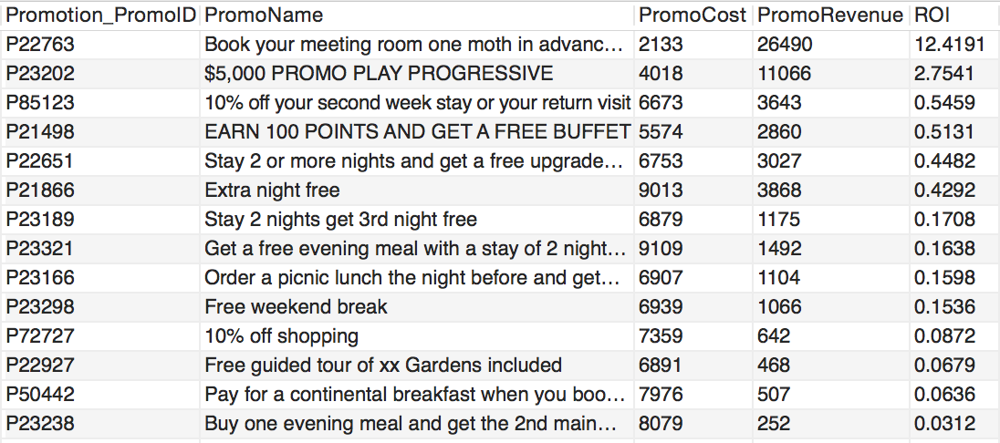 Promotion_PromoID PromoName PromoCost PromoRevenue ROI
P22763 Book your meeting room one moth in advanc... 2133 26490 12.4191
P23202 $5,000 PROMO PLAY PROGRESSIVE 4018 11066 2.7541
P85123 10% off your second week stay or your return visit 6673 3643 0.5459
P21498 EARN 100 POINTS AND GET A FREE BUFFET 5574 2860 0.5131
P22651 Stay 2 or more nights and get a free upgrade... 6753 3027 0.4482
P21866 Extra night free 9013 3868 0.4292
P23189 Stay 2 nights get 3rd night free 6879 1175 0.1708
P23321 Get a free evening meal with a stay of 2 night... 9109 1492 0.1638
P23166 Order a picnic lunch the night before and get... 6907 1104 0.1598
P23298 Free weekend break 6939 1066 0.1536
P72727 10% off shopping 7359 642 0.0872
P22927 Free guided tour of xx Gardens included 6891 468 0.0679
P50442 Pay for a continental breakfast when you boo... 7976 507 0.0636
P23238 Buy one evening meal and get the 2nd main... 8079 252 0.0312